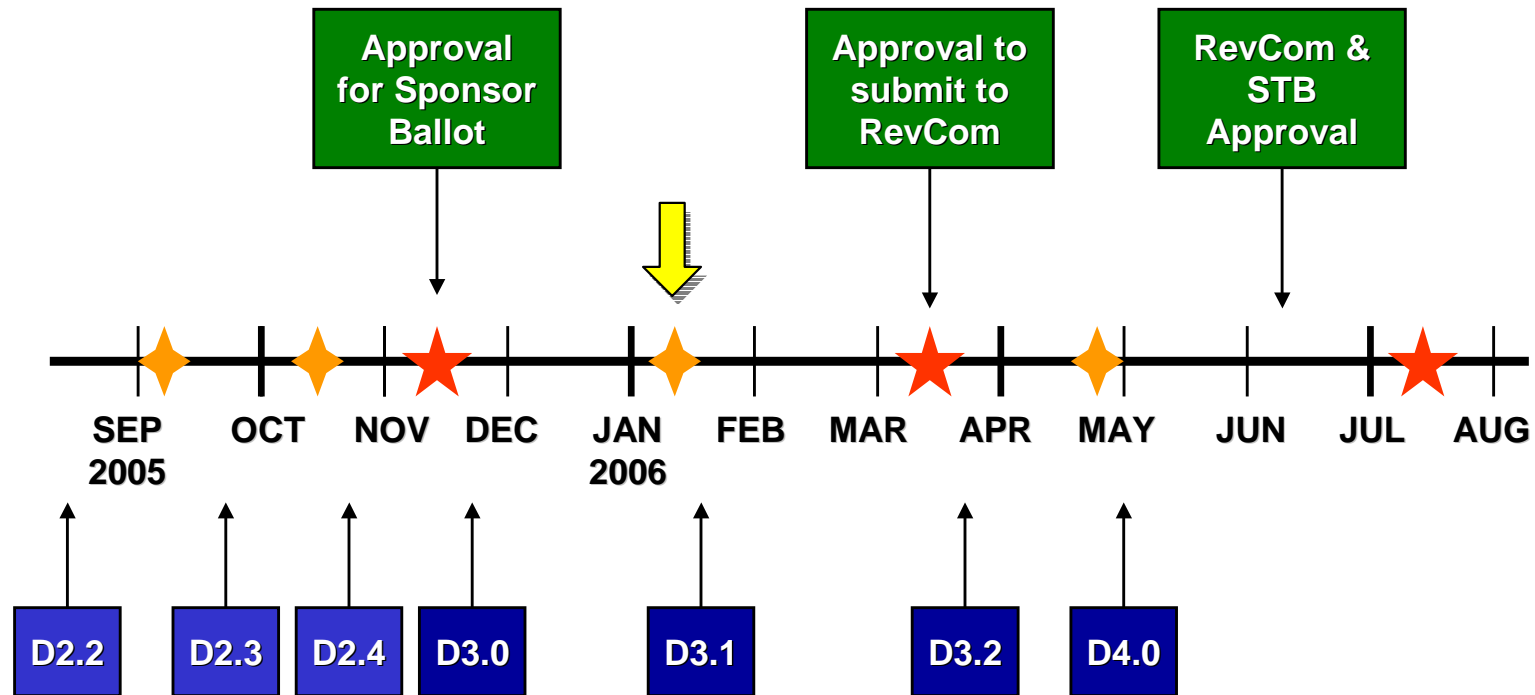 Approval
for Sponsor
Ballot
Approval to
submit to
RevCom
RevCom &
STB
Approval
SEP OCT NOV DEC JAN FEB MAR APR MAY JUN JUL AUG
2005 2006
D2.2 D2.3 D2.4 D3.0 D3.1 D3.2 D4.0